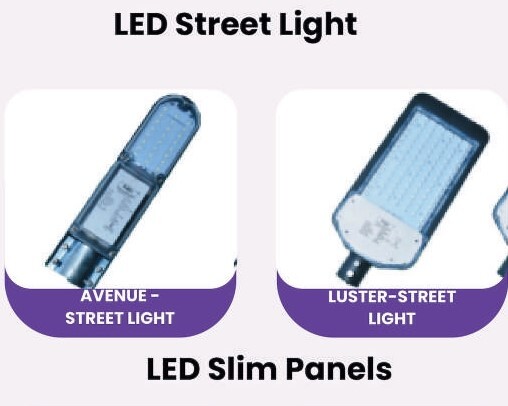 LED Street Light
AVENUE -
STREET LIGHT
LUSTER-STREET
LIGHT
LED Slim Panels